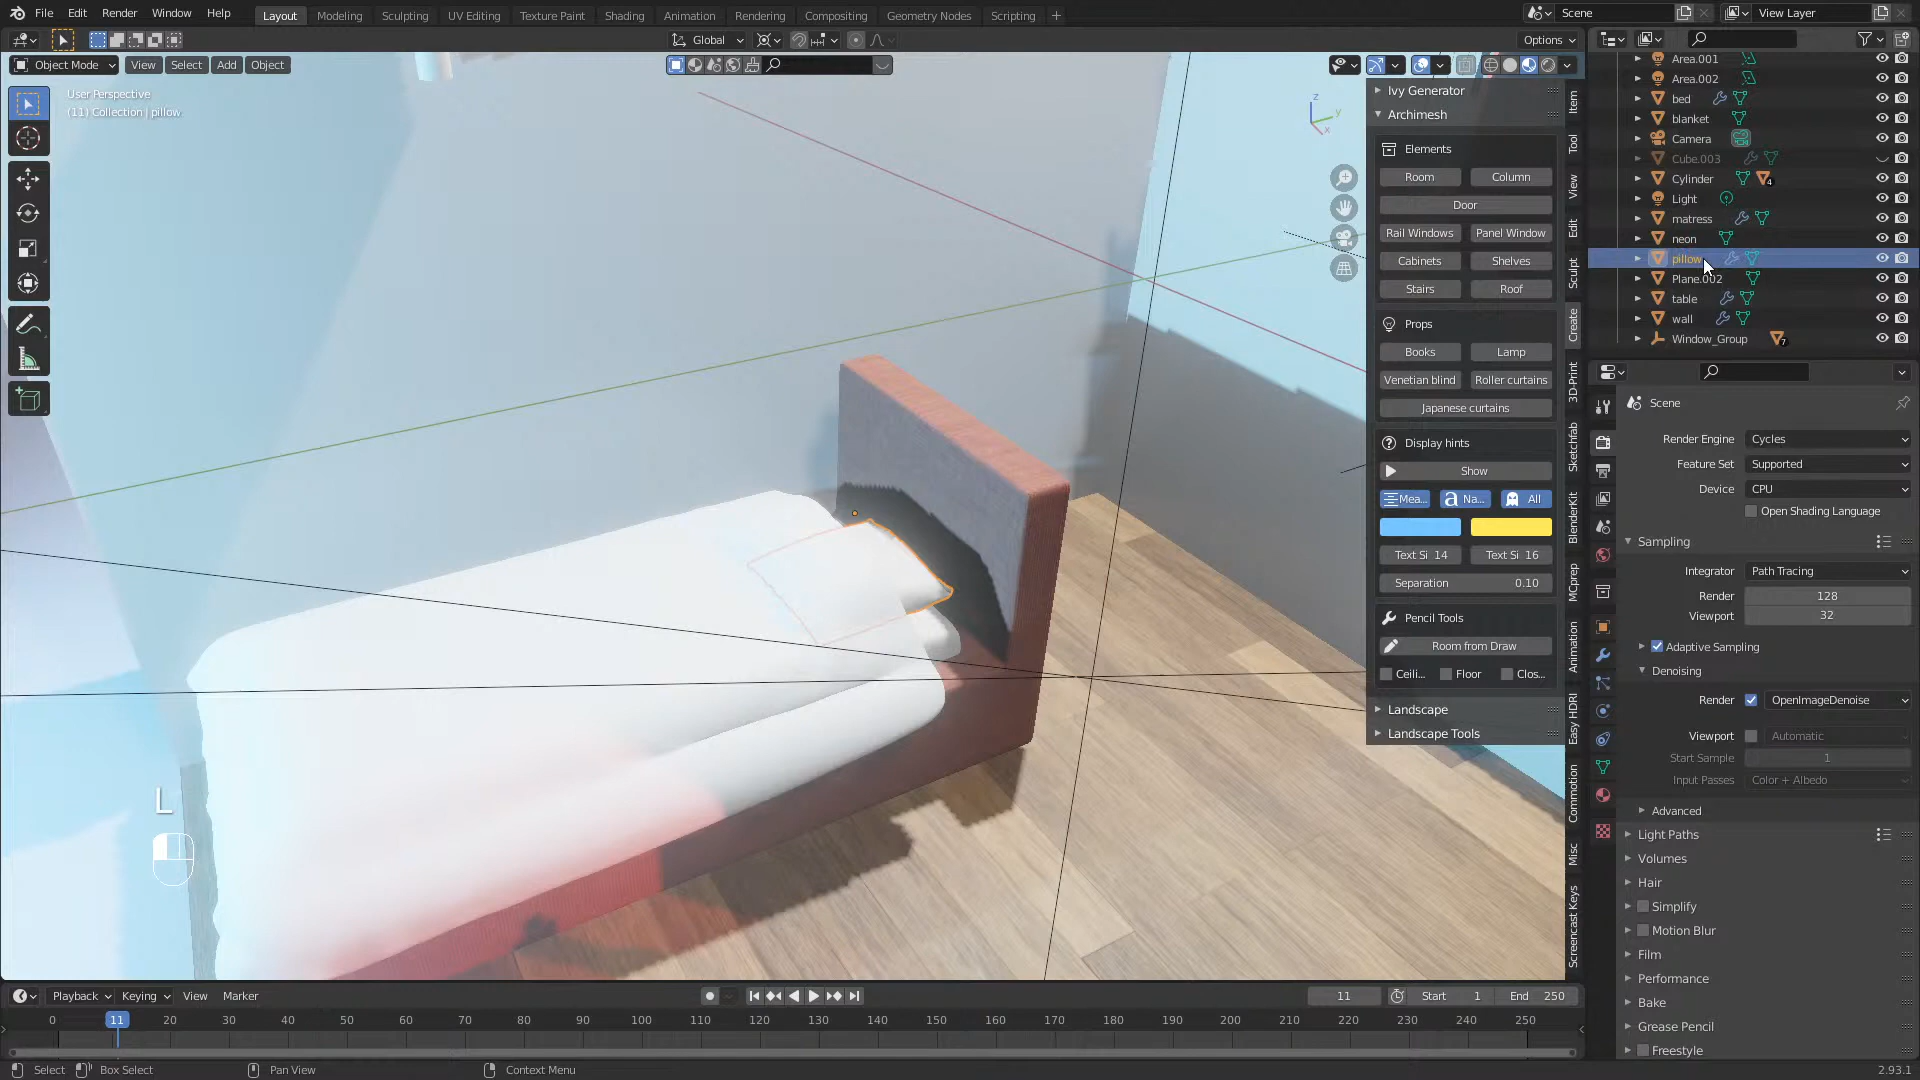 File Edit Render Window Help Layout Modeling Sculpting UV Editing Texture Paint Shading Animation Rendering Compositing Geometry Nodes Scripting + Scene View Layer
Global Options
Object Mode View Select Add Object
User Perspective
(11) Collection | pillow
Z
Y
X
Ivy Generator
Archimesh
Elements
Room Column
Door
Rail Windows Panel Window
Cabinets Shelves
Stairs Roof
Props
Books Lamp
Venetian blind Roller curtains
Japanese curtains
Display hints
Show
Mea... Na... All
Text Si 14 Text Si 16
Separation 0.10
Pencil Tools
Room from Draw
Ceili... Floor Clos...
Landscape
Landscape Tools
Item
Tool
View
Edit
Sculpt
Create
3D-Print
Sketchfab
BlenderKit
MCprep
Animation
Easy HDRI
Commotion
Misc
Screencast Keys
Area.001
Area.002
bed
blanket
Camera
Cube.003
Cylinder 4
Light
matress
neon
pillow
Plane.002
table
wall
Window_Group 7
Scene
Render Engine Cycles
Feature Set Supported
Device CPU
Open Shading Language
Sampling
Integrator Path Tracing
Render 128
Viewport 32
Adaptive Sampling
Denoising
Render OpenImageDenoise
Viewport Automatic
Start Sample 1
Input Passes Color + Albedo
Advanced
Light Paths
Volumes
Hair
Simplify
Motion Blur
Film
Performance
Bake
Grease Pencil
Freestyle
L
Playback Keying View Marker 11 Start 1 End 250
0 11 20 30 40 50 60 70 80 90 100 110 120 130 140 150 160 170 180 190 200 210 220 230 240 250
Select Box Select Pan View Context Menu 2.93.1